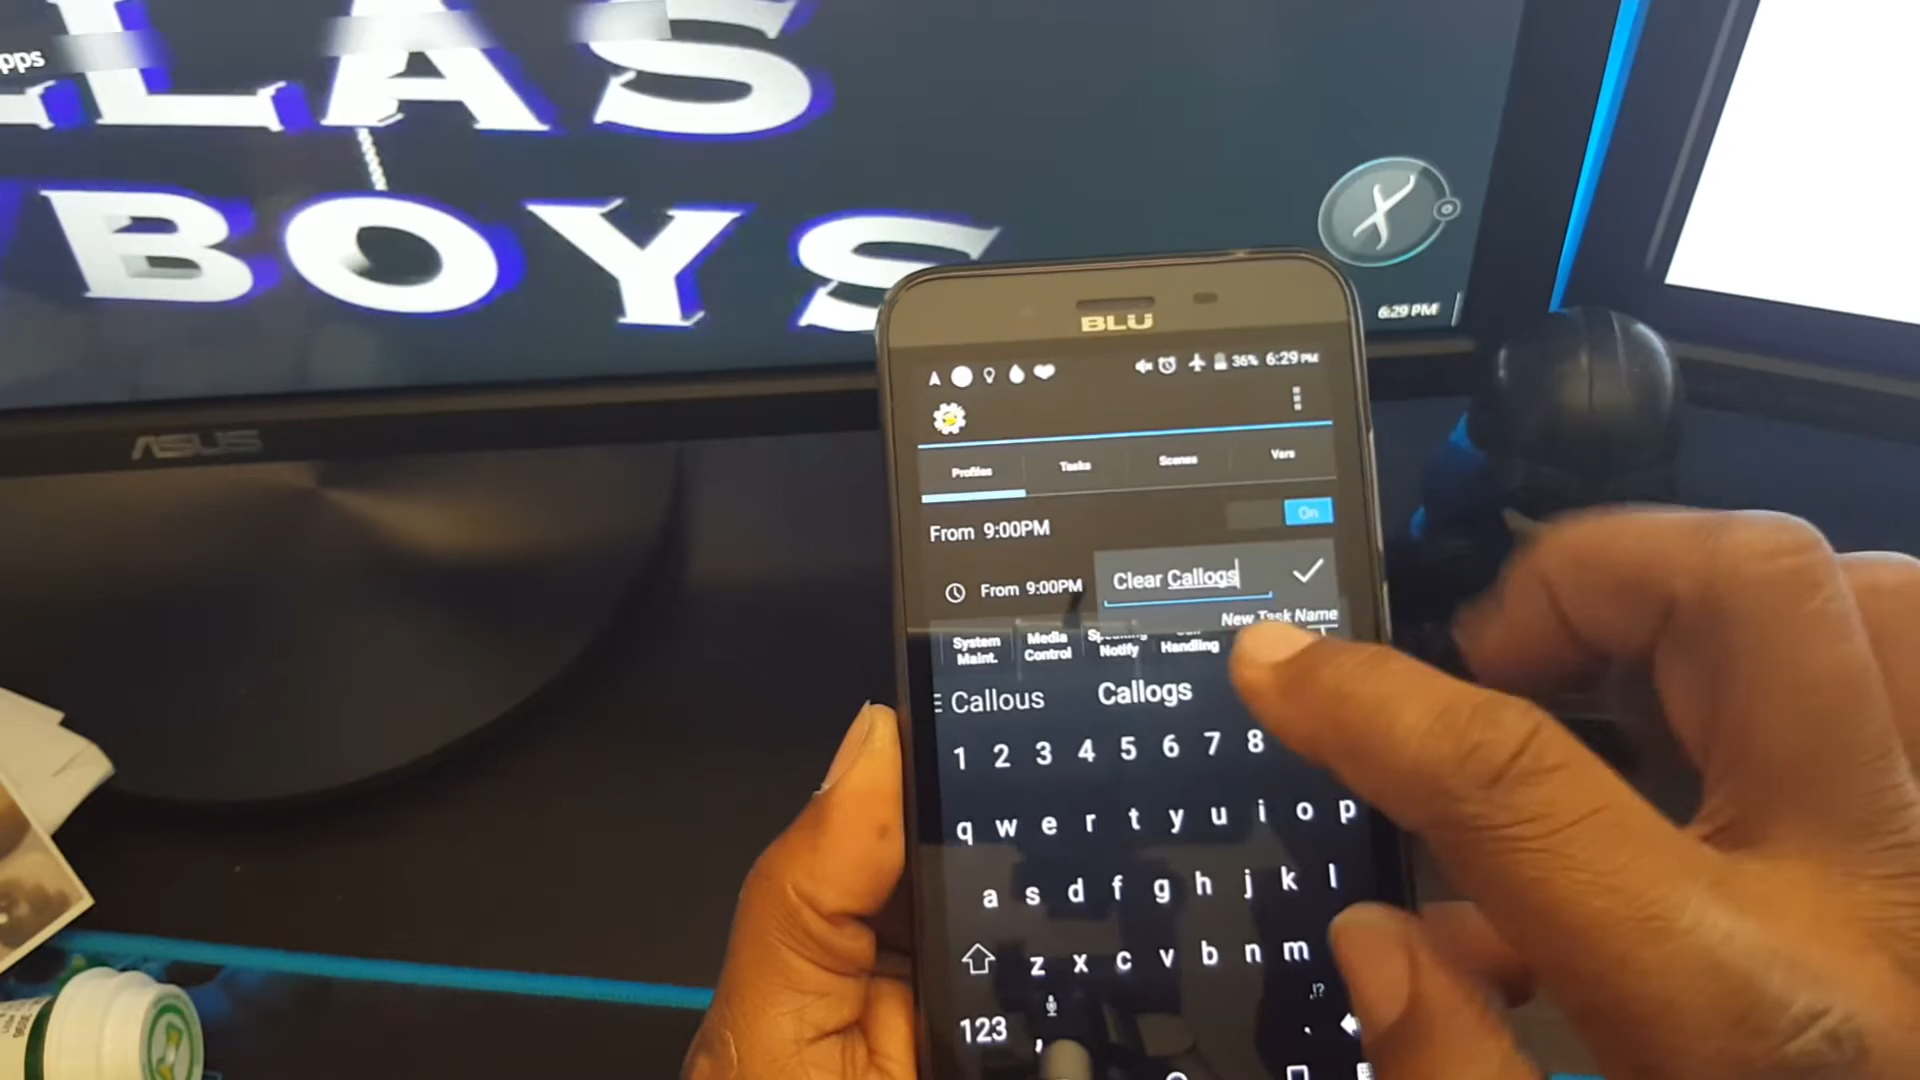 pps
LAS
BOYS
6:29 PM
ASUS
BLU
A 36% 6:29 PM
Profiles Tasks Scenes Vars
From 9:00PM On
From 9:00PM Clear Callogs
New Task Name
System Maint. Media Control Speaking Notify Handling
Callous Callogs
1 2 3 4 5 6 7 8
q w e r t y u i o p
a s d f g h j k l
z x c v b n m
,!?
123 , .